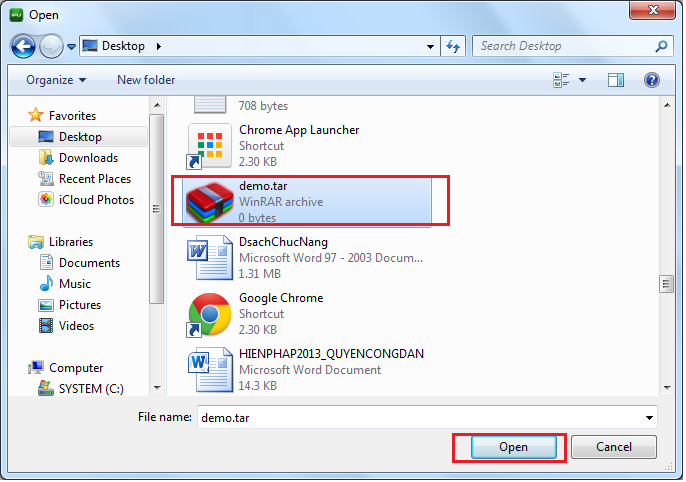 Open
Desktop
Search Desktop
Organize
New folder
Favorites
Desktop
Downloads
Recent Places
iCloud Photos
Libraries
Documents
Music
Pictures
Videos
Computer
SYSTEM (C:)
708 bytes
Chrome App Launcher
Shortcut
2.30 KB
demo.tar
WinRAR archive
0 bytes
DsachChucNang
Microsoft Word 97 - 2003 Docum...
1.31 MB
Google Chrome
Shortcut
2.30 KB
HIENPHAP2013_QUYENCONGDAN
Microsoft Word Document
14.3 KB
File name:
demo.tar
Open
Cancel